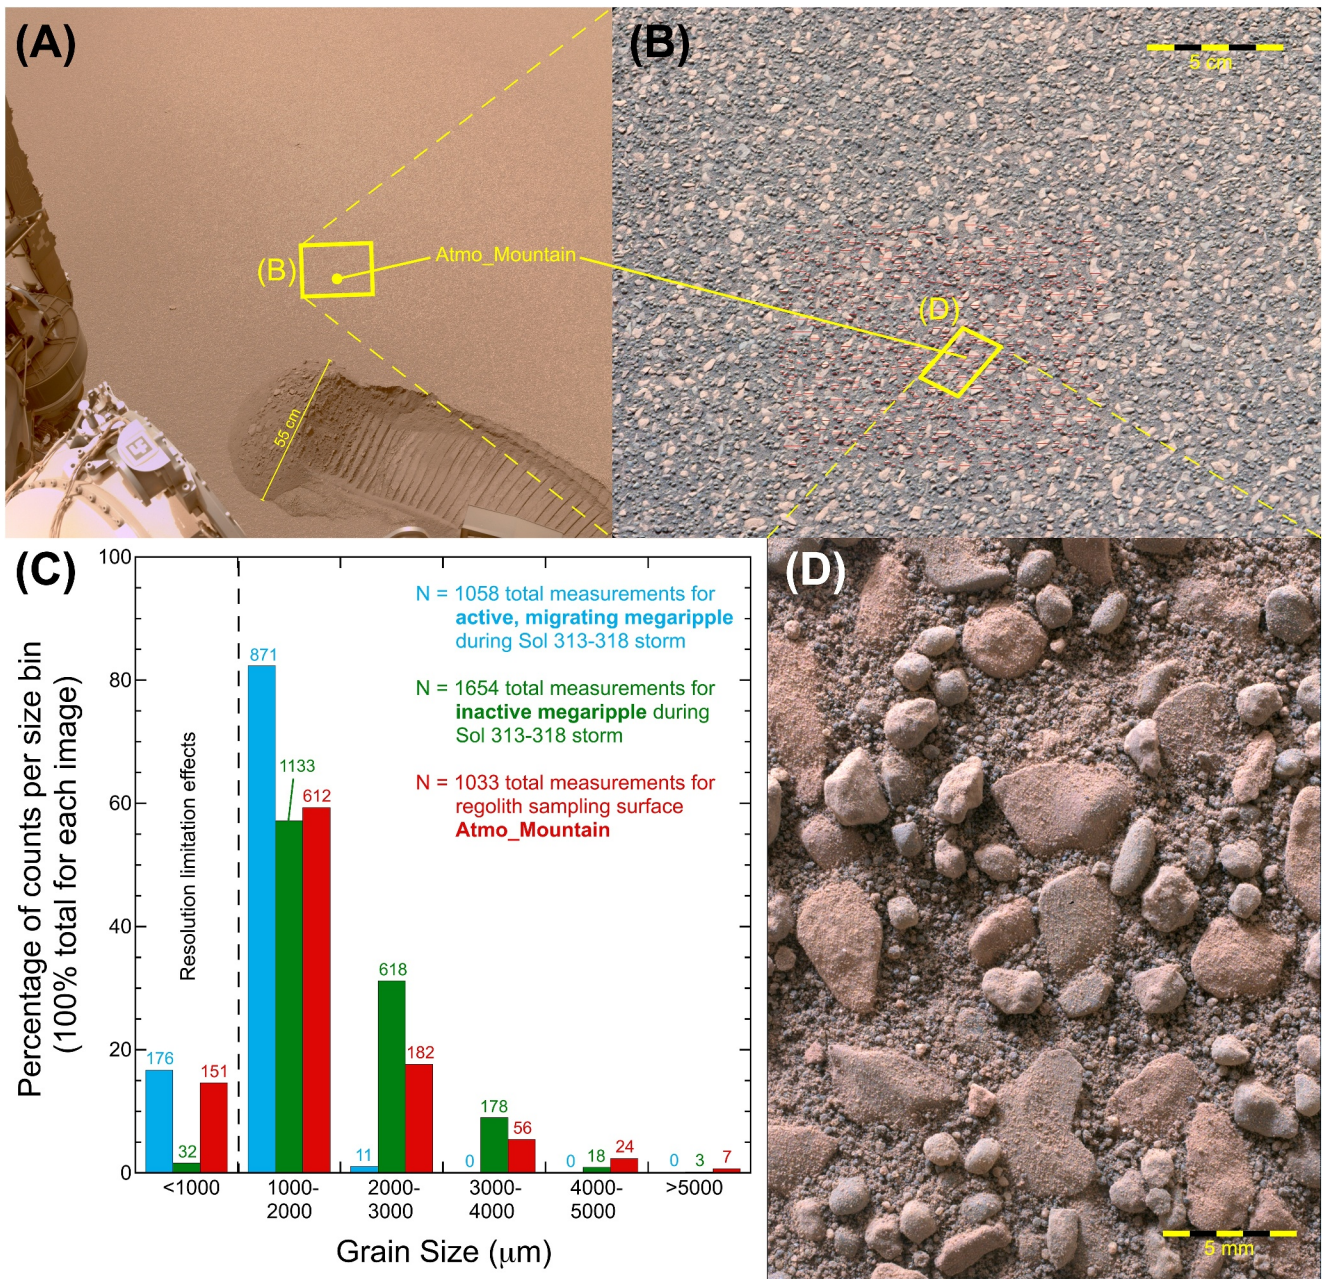 (A)
(B)
Atmo_Mountain
55 cm
(B)
5 cm
(D)
(C)
Percentage of counts per size bin
(100% total for each image)
100
80
60
40
20
0
Resolution limitation effects
N = 1058 total measurements for
active, migrating megaripple
during Sol 313-318 storm
N = 1654 total measurements for
inactive megaripple during
Sol 313-318 storm
N = 1033 total measurements for
regolith sampling surface
Atmo_Mountain
176
32
151
871
1133
612
11
618
182
0
178
56
0
18
24
0
3
7
<1000
1000-
2000
2000-
3000
3000-
4000
4000-
5000
>5000
Grain Size (μm)
(D)
5 mm